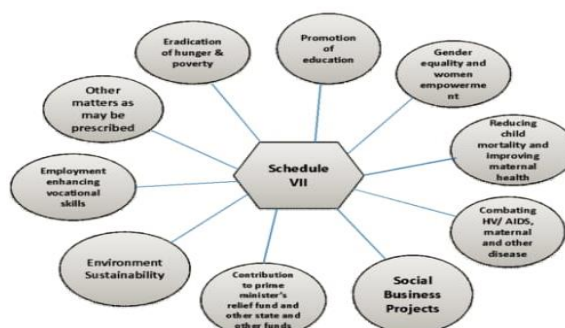 Eradication
of hunger &
poverty
Promotion
of
education
Gender
equality and
women
empowerme
nt
Other
matters as
may be
prescribed
Reducing
child
mortality and
improving
maternal
health
Schedule
VII
Employment
enhancing
vocational
skills
Combating
HV/ AIDS,
maternal
and other
disease
Environment
Sustainability
Contribution
to prime
minister's
relief fund and
other state and
other funds
Social
Business
Projects